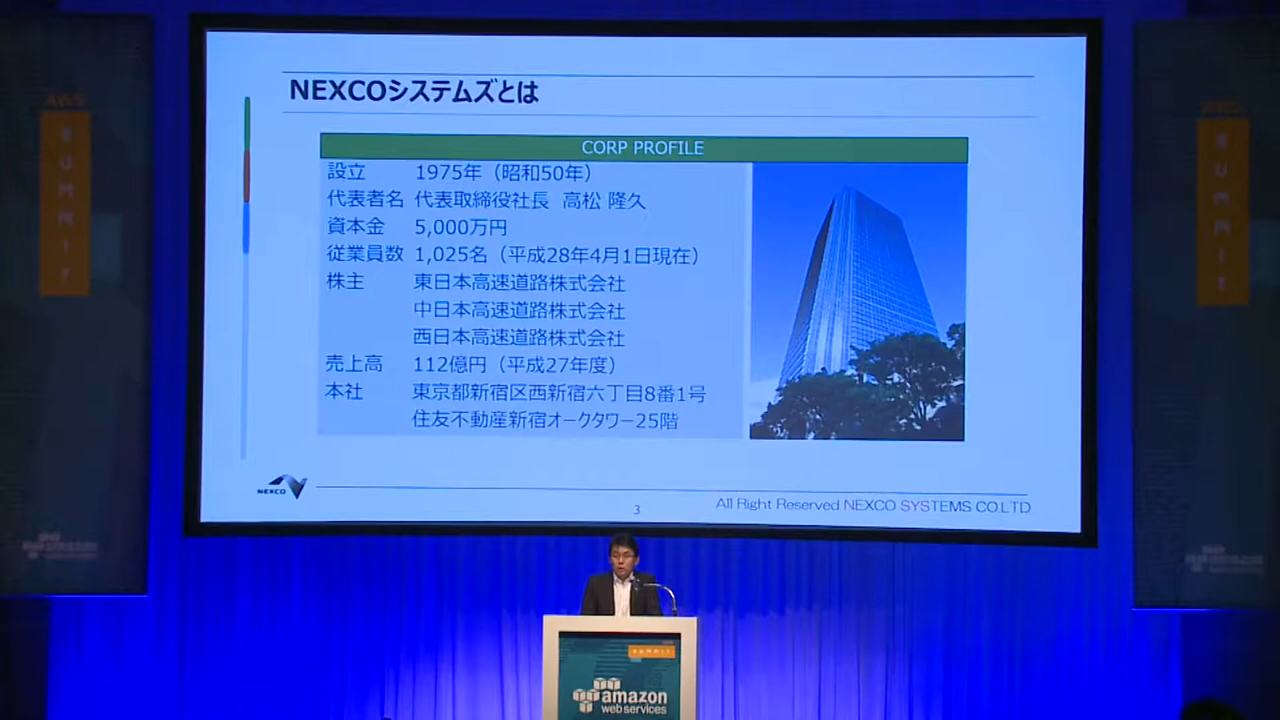 NEXCOシステムズとは
CORP PROFILE
設立 1975年（昭和50年）
代表者名 代表取締役社長 高松 隆久
資本金 5,000万円
従業員数 1,025名（平成28年4月1日現在）
株主 東日本高速道路株式会社
中日本高速道路株式会社
西日本高速道路株式会社
売上高 112億円（平成27年度）
本社 東京都新宿区西新宿六丁目8番1号
住友不動産新宿オークタワー25階
NEXCO
3
All Right Reserved NEXCO SYSTEMS CO.LTD
AWS
SUMMIT
AWS
SUMMIT
SUMMIT
amazon
web services